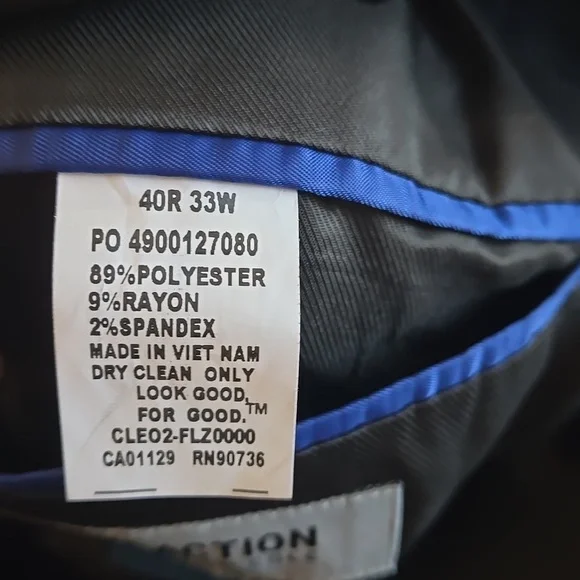 40R 33W
PO 4900127080
89%POLYESTER
9%RAYON
2%SPANDEX
MADE IN VIET NAM
DRY CLEAN ONLY
LOOK GOOD,
FOR GOOD.™
CLEO2-FLZ0000
CA01129 RN90736